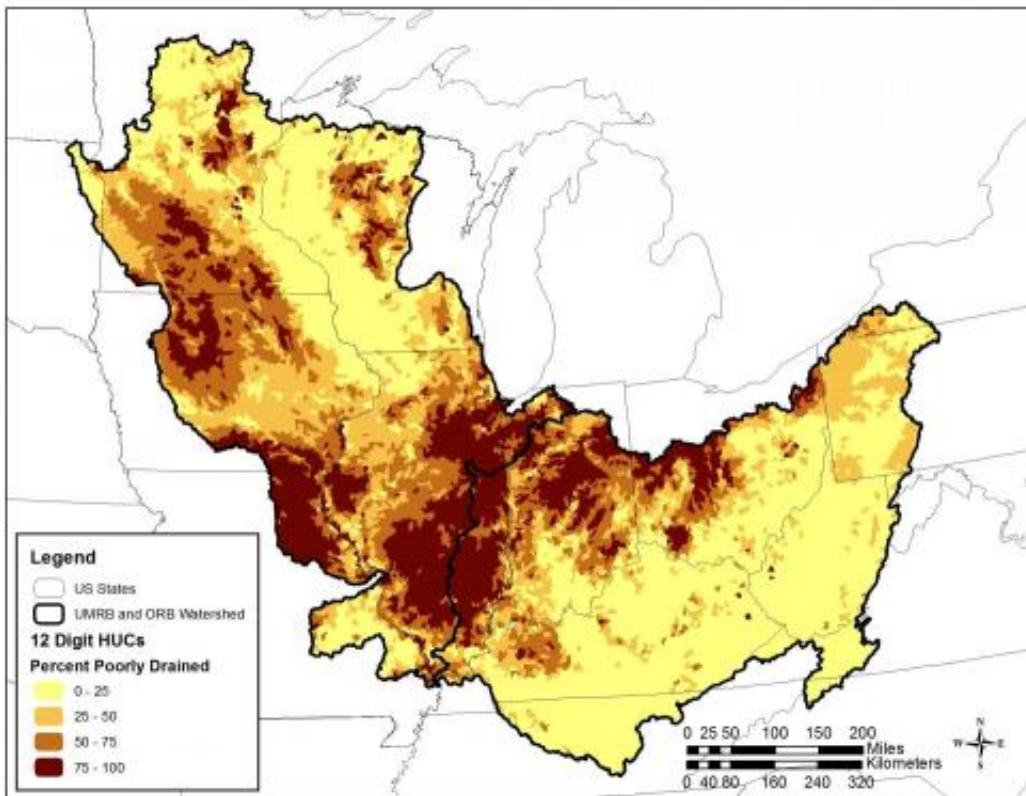 Legend
US States
UMRB and ORB Watershed
12 Digit HUCs
Percent Poorly Drained
0 - 25
25 - 50
50 - 75
75 - 100
0 25 50 100 150 200
Miles
Kilometers
0 40 80 160 240 320
N
W E
S